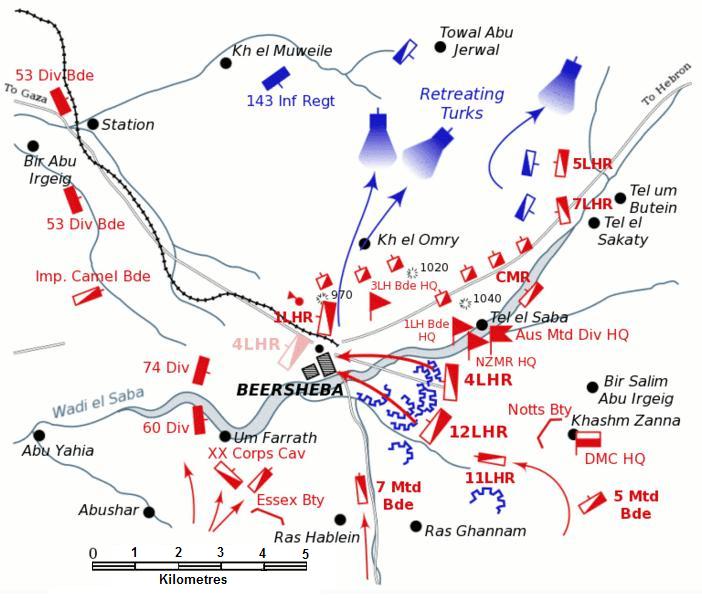 Towal Abu
Jerwal
Kh el Muweile
53 Div Bde
143 Inf Regt
Retreating
Turks
To Gaza
To Hebron
Station
Bir Abu
Irgeig
5LHR
53 Div Bde
7LHR
Tel um
Butein
Tel el
Sakaty
Kh el Omry
1020
CMR
Imp. Camel Bde
3LH Bde HQ
970
1040
1LHR
1LH Bde
HQ
Tel el Saba
Aus Mtd Div HQ
4LHR
NZMR HQ
74 Div
4LHR
BEERSHEBA
Wadi el Saba
Bir Salim
Abu Irgeig
Notts Bty
Khashm Zanna
60 Div
12LHR
Um Farrath
Abu Yahia
XX Corps Cav
DMC HQ
11LHR
7 Mtd
Bde
Essex Bty
5 Mtd
Bde
Abushar
Ras Hablein
Ras Ghannam
0 1 2 3 4 5
Kilometres